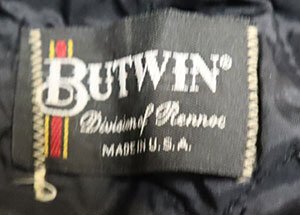 BUTWIN®
Division of Rennoc
MADE IN U.S.A.